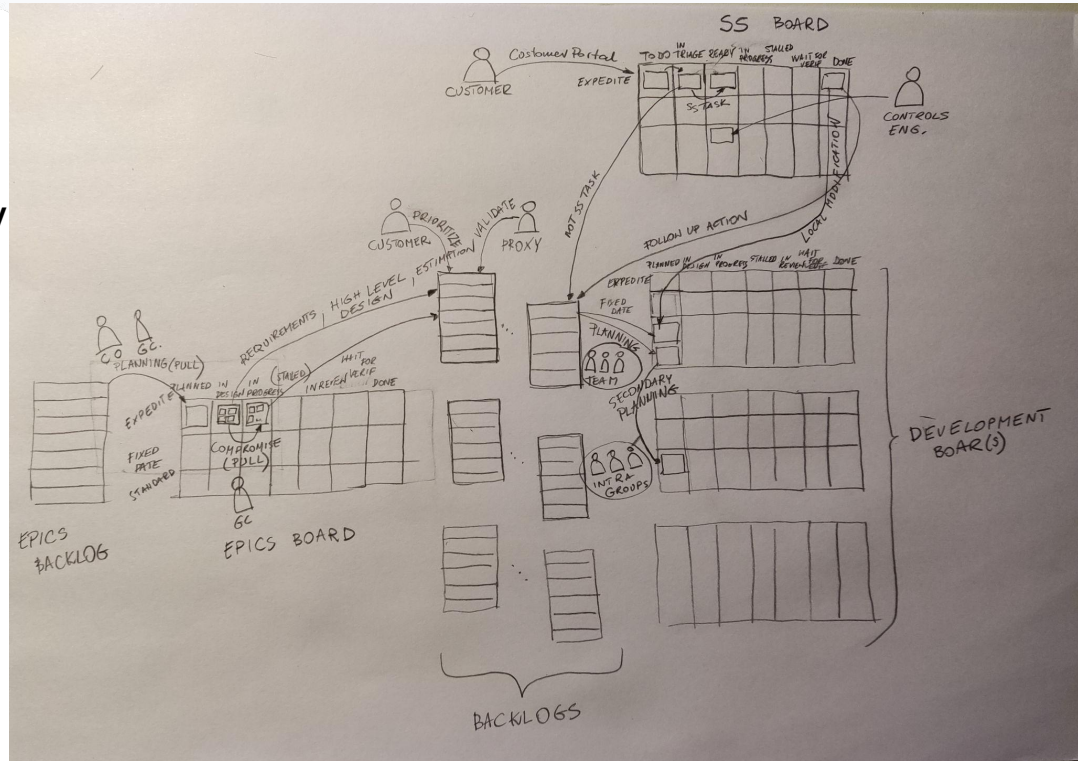 SS BOARD
Customer Portal
CUSTOMER
TO DO
IN TRIAGE
READY
IN PROGRESS
STALLED
WAIT FOR VERIF
DONE
EXPEDITE
SS TASK
CONTROLS
ENG.
NOT SS TASK
FOLLOW UP ACTION
LOCAL MODIFICATION
y
CUSTOMER
PRIORITIZE
VALIDATE
PROXY
REQUIREMENTS, HIGH LEVEL DESIGN, ESTIMATION
PLANNED
IN DESIGN
IN PROGRESS
STALLED
IN REVIEW
WAIT FOR
DONE
EXPEDITE
FIXED
DATE
PLANNING
TEAM
SECONDARY
PLANNING
INTRA
GROUPS
DEVELOPMENT
BOAR(S)
CO
GC.
PLANNING (PULL)
PLANNED
IN DESIGN
IN PROGRESS
(STALLED)
IN REVIEW
WAIT FOR VERIF
DONE
EXPEDITE
FIXED
DATE
STANDARD
COMPROMISE
(PULL)
GC
EPICS
BACKLOG
EPICS BOARD
BACKLOGS